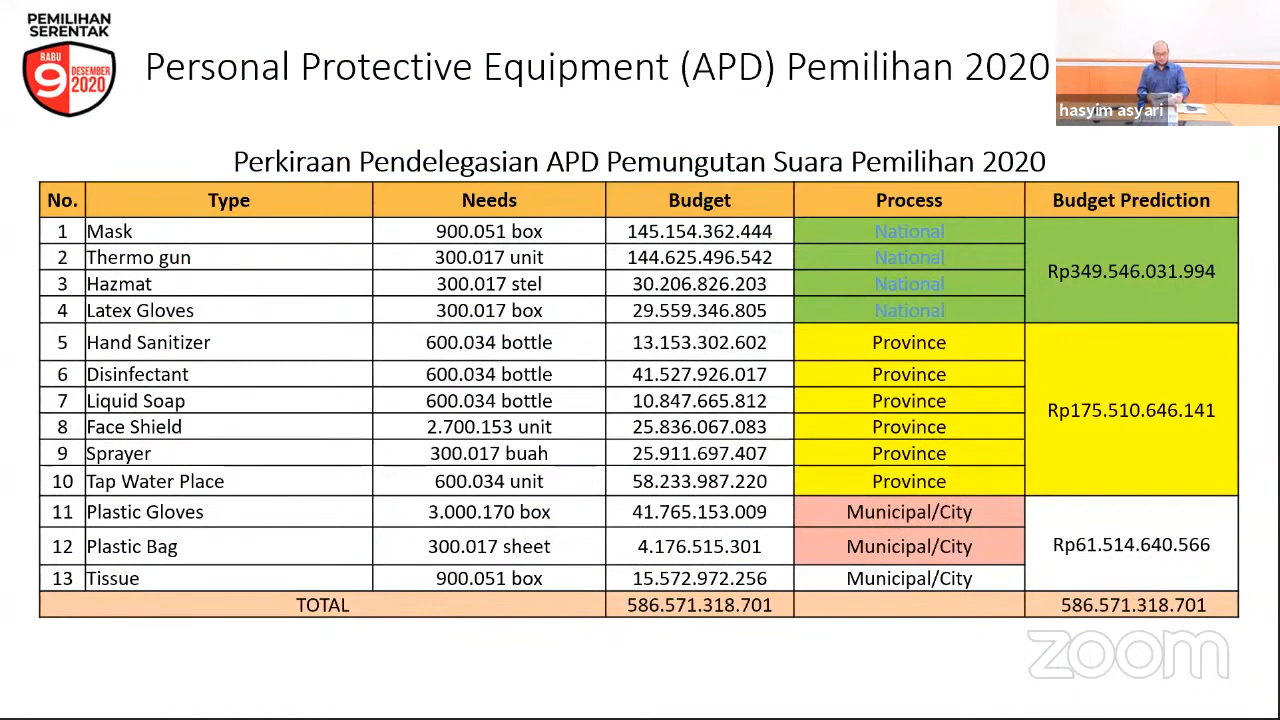 PEMILIHAN
SERENTAK
RABU
9
DESEMBER
2020
Personal Protective Equipment (APD) Pemilihan 2020
hasyim asyari
Perkiraan Pendelegasian APD Pemungutan Suara Pemilihan 2020
No. Type Needs Budget Process Budget Prediction
1 Mask 900.051 box 145.154.362.444 National
2 Thermo gun 300.017 unit 144.625.496.542 National
Rp349.546.031.994
3 Hazmat 300.017 stel 30.206.826.203 National
4 Latex Gloves 300.017 box 29.559.346.805 National
5 Hand Sanitizer 600.034 bottle 13.153.302.602 Province
6 Disinfectant 600.034 bottle 41.527.926.017 Province
7 Liquid Soap 600.034 bottle 10.847.665.812 Province
Rp175.510.646.141
8 Face Shield 2.700.153 unit 25.836.067.083 Province
9 Sprayer 300.017 buah 25.911.697.407 Province
10 Tap Water Place 600.034 unit 58.233.987.220 Province
11 Plastic Gloves 3.000.170 box 41.765.153.009 Municipal/City
12 Plastic Bag 300.017 sheet 4.176.515.301 Municipal/City Rp61.514.640.566
13 Tissue 900.051 box 15.572.972.256 Municipal/City
TOTAL 586.571.318.701 586.571.318.701
zoom